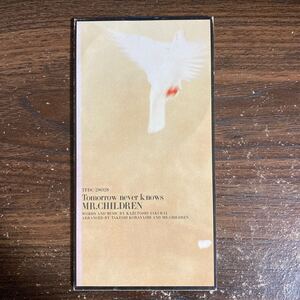 TFDC-28028
Tomorrow never knows
MR.CHILDREN
WORDS AND MUSIC BY KAZUTOSHI SAKURAI
ARRANGED BY TAKESHI KOBAYASHI AND MR.CHILDREN